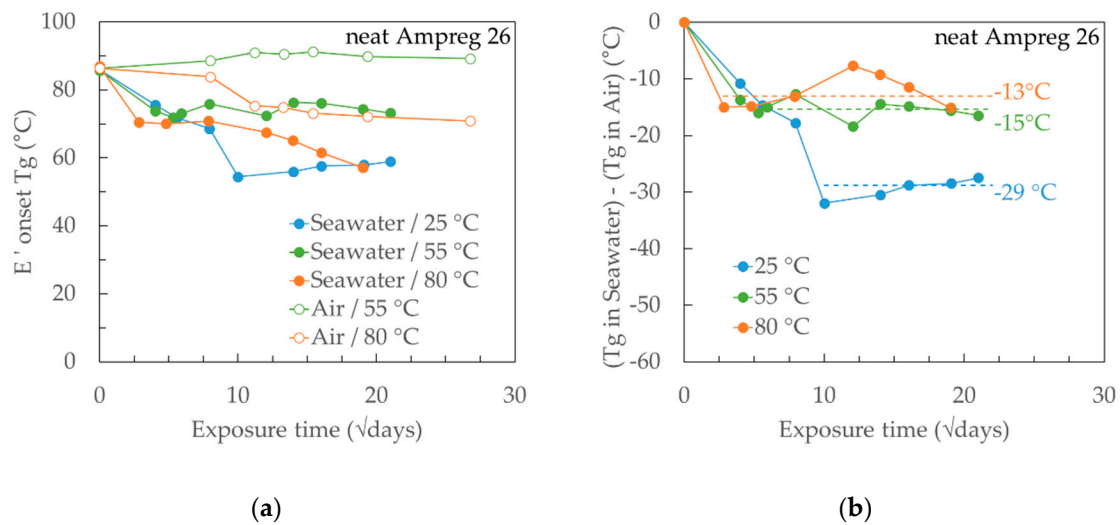 neat Ampreg 26
100
80
60
40
20
0
E ' onset Tg (°C)
Seawater / 25 °C
Seawater / 55 °C
Seawater / 80 °C
Air / 55 °C
Air / 80 °C
0
10
20
30
Exposure time (√days)
(a)
neat Ampreg 26
0
-10
-20
-30
-40
-50
-60
(Tg in Seawater) - (Tg in Air) (°C)
-13°C
-15°C
-29 °C
25 °C
55 °C
80 °C
0
10
20
30
Exposure time (√days)
(b)